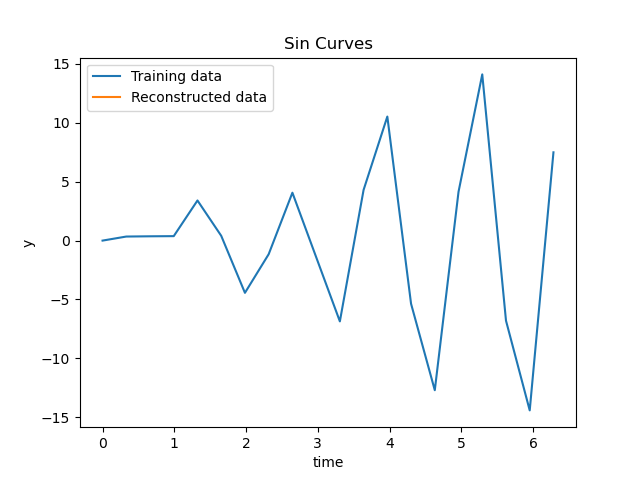 Sin Curves
Training data
Reconstructed data
15
10
5
0
−5
−10
−15
y
0 1 2 3 4 5 6
time